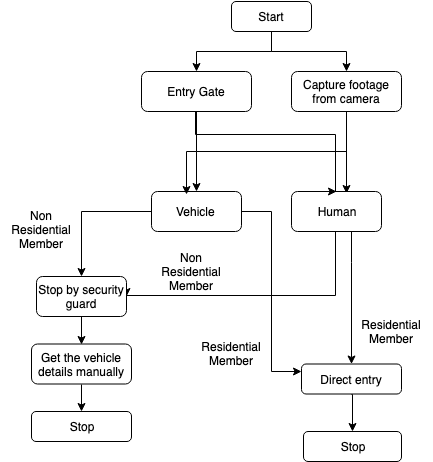 Start
Entry Gate
Capture footage
from camera
Vehicle
Human
Non
Residential
Member
Non
Residential
Member
Stop by security
guard
Residential
Member
Residential
Member
Get the vehicle
details manually
Direct entry
Stop
Stop